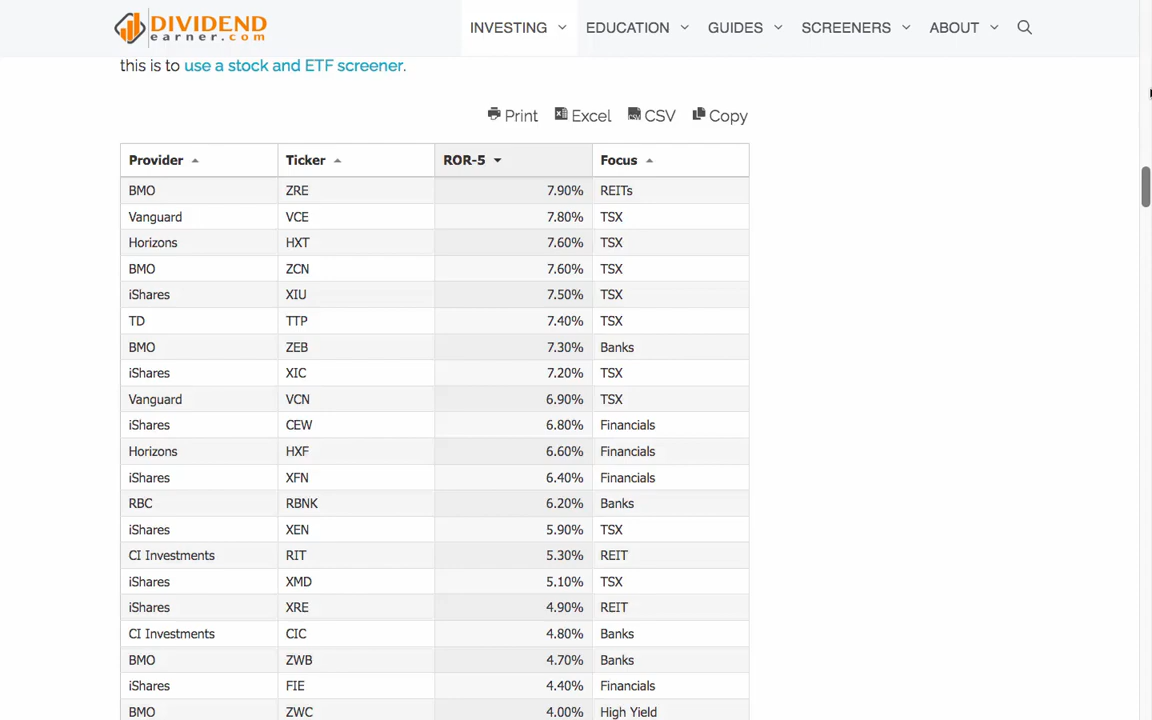 DIVIDEND
earner.com
INVESTING EDUCATION GUIDES SCREENERS ABOUT
this is to use a stock and ETF screener.
Print Excel CSV Copy
Provider Ticker ROR-5 Focus
BMO ZRE 7.90% REITs
Vanguard VCE 7.80% TSX
Horizons HXT 7.60% TSX
BMO ZCN 7.60% TSX
iShares XIU 7.50% TSX
TD TTP 7.40% TSX
BMO ZEB 7.30% Banks
iShares XIC 7.20% TSX
Vanguard VCN 6.90% TSX
iShares CEW 6.80% Financials
Horizons HXF 6.60% Financials
iShares XFN 6.40% Financials
RBC RBNK 6.20% Banks
iShares XEN 5.90% TSX
CI Investments RIT 5.30% REIT
iShares XMD 5.10% TSX
iShares XRE 4.90% REIT
CI Investments CIC 4.80% Banks
BMO ZWB 4.70% Banks
iShares FIE 4.40% Financials
BMO ZWC 4.00% High Yield